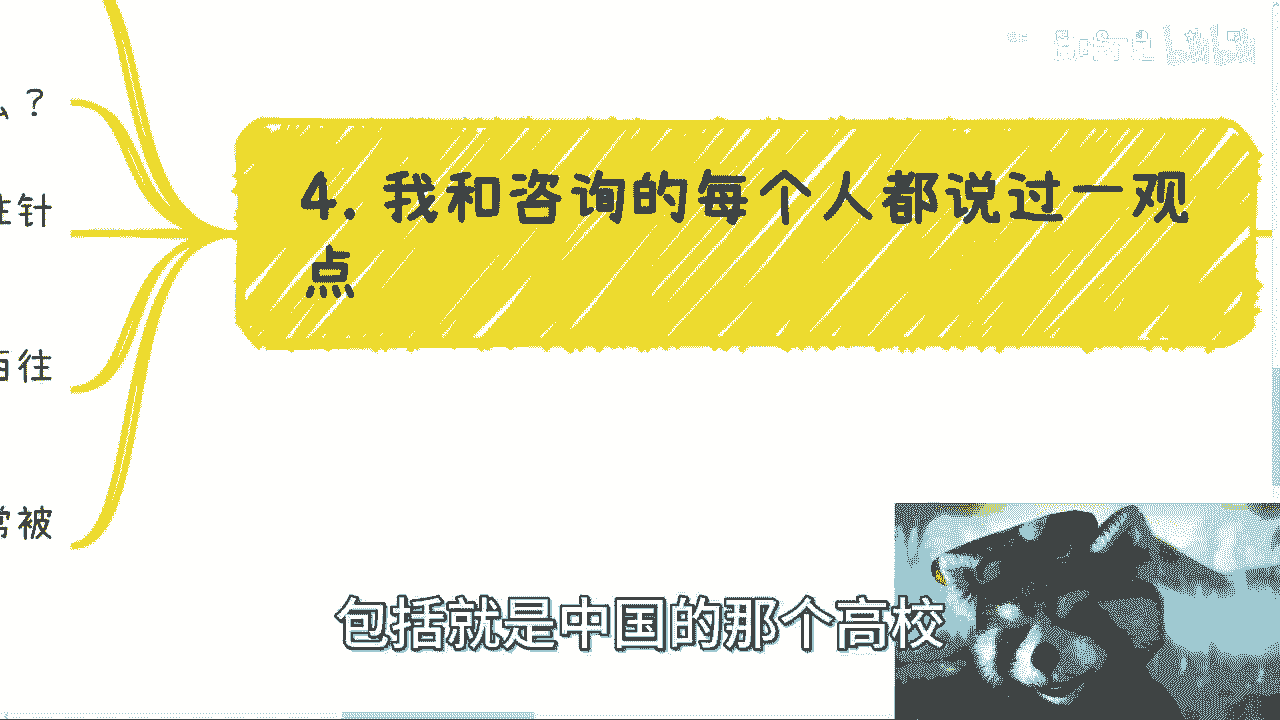 么？
4. 我和咨询的每个人都说过一观
点
性针
往
常被
包括就是中国的那个高校